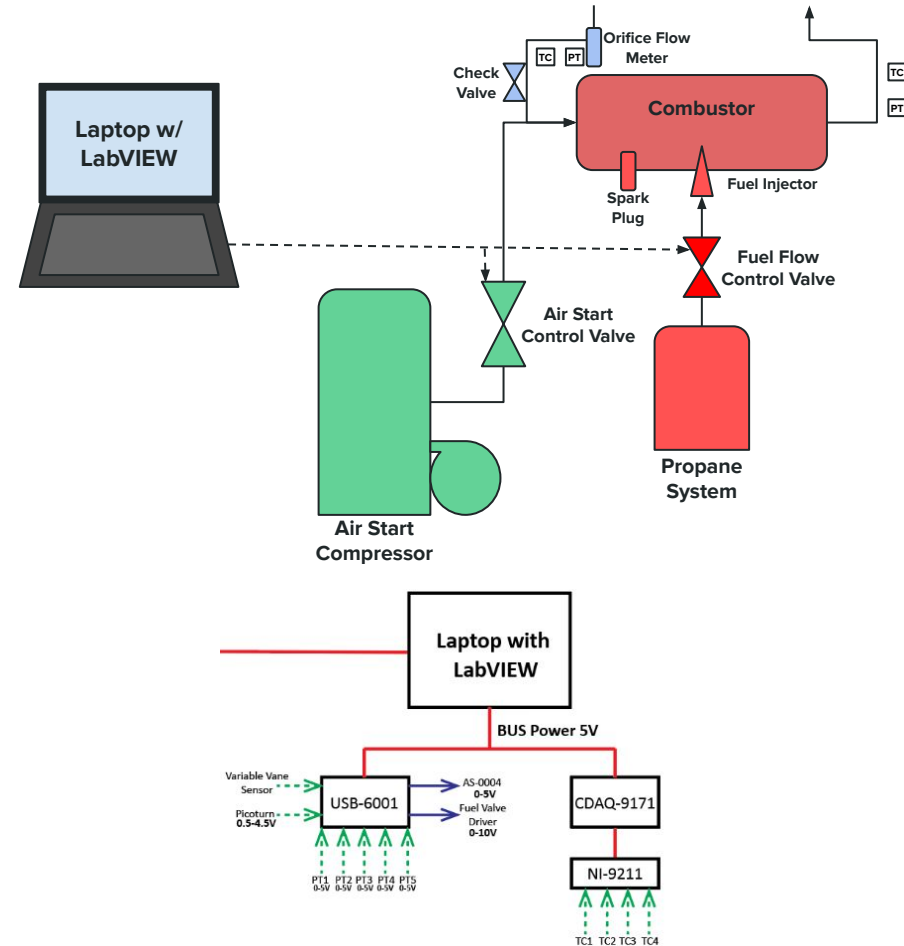 Orifice Flow
Meter
TC
PT
Check
Valve
TC
PT
Combustor
Laptop w/
LabVIEW
Fuel Injector
Spark
Plug
Fuel Flow
Control Valve
Air Start
Control Valve
Propane
System
Air Start
Compressor
Laptop with
LabVIEW
BUS Power 5V
Variable Vane
Sensor
Picoturn
0.5-4.5V
USB-6001
AS-0004
0-5V
Fuel Valve
Driver
0-10V
CDAQ-9171
NI-9211
PT1 PT2 PT3 PT4 PT5
0-5V 0-5V 0-5V 0-5V 0-5V
TC1 TC2 TC3 TC4